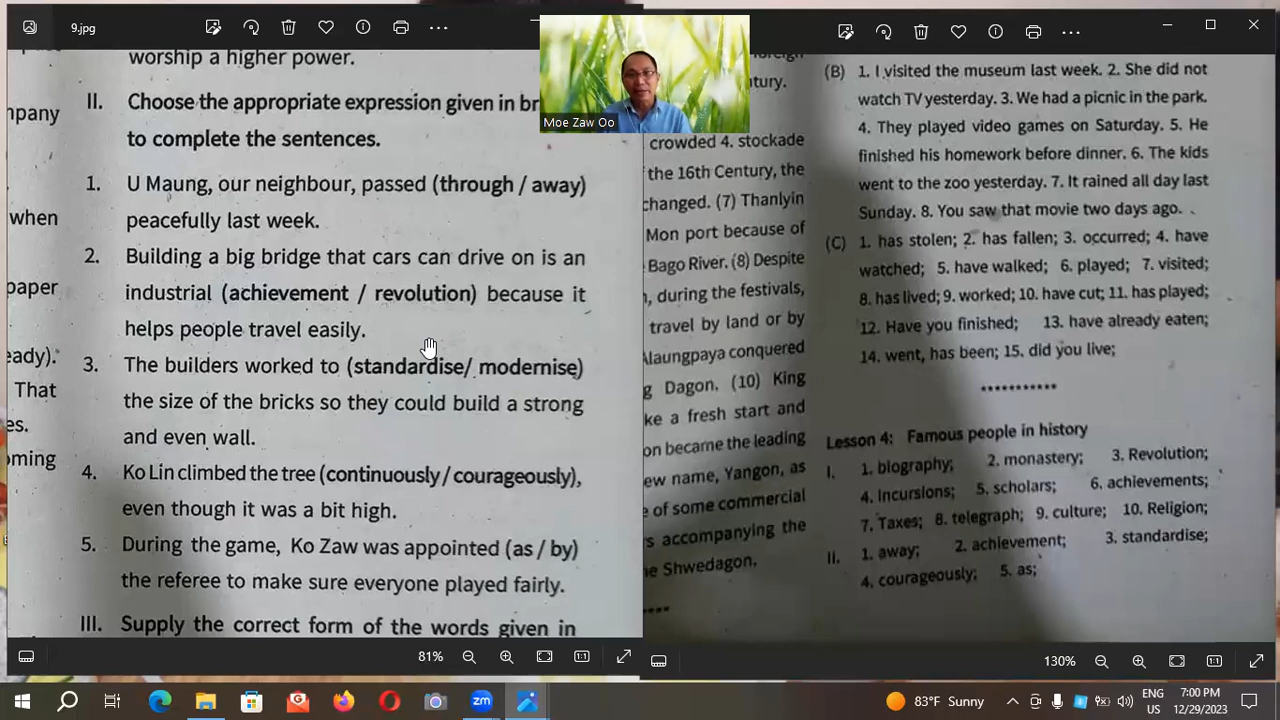 9.jpg
worship a higher power.
II. Choose the appropriate expression given in
to complete the sentences.
1. U Maung, our neighbour, passed (through / away)
peacefully last week.
2. Building a big bridge that cars can drive on is an
industrial (achievement / revolution) because it
helps people travel easily.
3. The builders worked to (standardise/ modernise)
the size of the bricks so they could build a strong
and even wall.
4. Ko Lin climbed the tree (continuously / courageously),
even though it was a bit high.
5. During the game, Ko Zaw was appointed (as / by)
the referee to make sure everyone played fairly.
III. Supply the correct form of the words given in
when
That
81%
1:1
Moe Zaw Oo
crowded 4. stockade
the 16th Century, the
changed. (7) Thanlyin
Mon port because of
Bago River. (8) Despite
during the festivals,
travel by land or by
Alaungpaya conquered
Dagon. (10) King
a fresh start and
on became the leading
new name, Yangon, as
of some commercial
accompanying the
Shwedagon.
(B) 1. I visited the museum last week. 2. She did not
watch TV yesterday. 3. We had a picnic in the park.
4. They played video games on Saturday. 5. He
finished his homework before dinner. 6. The kids
went to the zoo yesterday. 7. It rained all day last
Sunday. 8. You saw that movie two days ago.
(C) 1. has stolen; 2. has fallen; 3. occurred; 4. have
watched; 5. have walked; 6. played; 7. visited;
8. has lived; 9. worked; 10. have cut; 11. has played;
12. Have you finished; 13. have already eaten;
14. went, has been; 15. did you live;
***********
Lesson 4: Famous people in history
I. 1. biography; 2. monastery; 3. Revolution;
4. Incursions; 5. scholars; 6. achievements;
7. Taxes; 8. telegraph; 9. culture; 10. Religion;
II. 1. away; 2. achievement; 3. standardise;
4. courageously; 5. as;
130%
1:1
zm
83°F Sunny
ENG
US
7:00 PM
12/29/2023